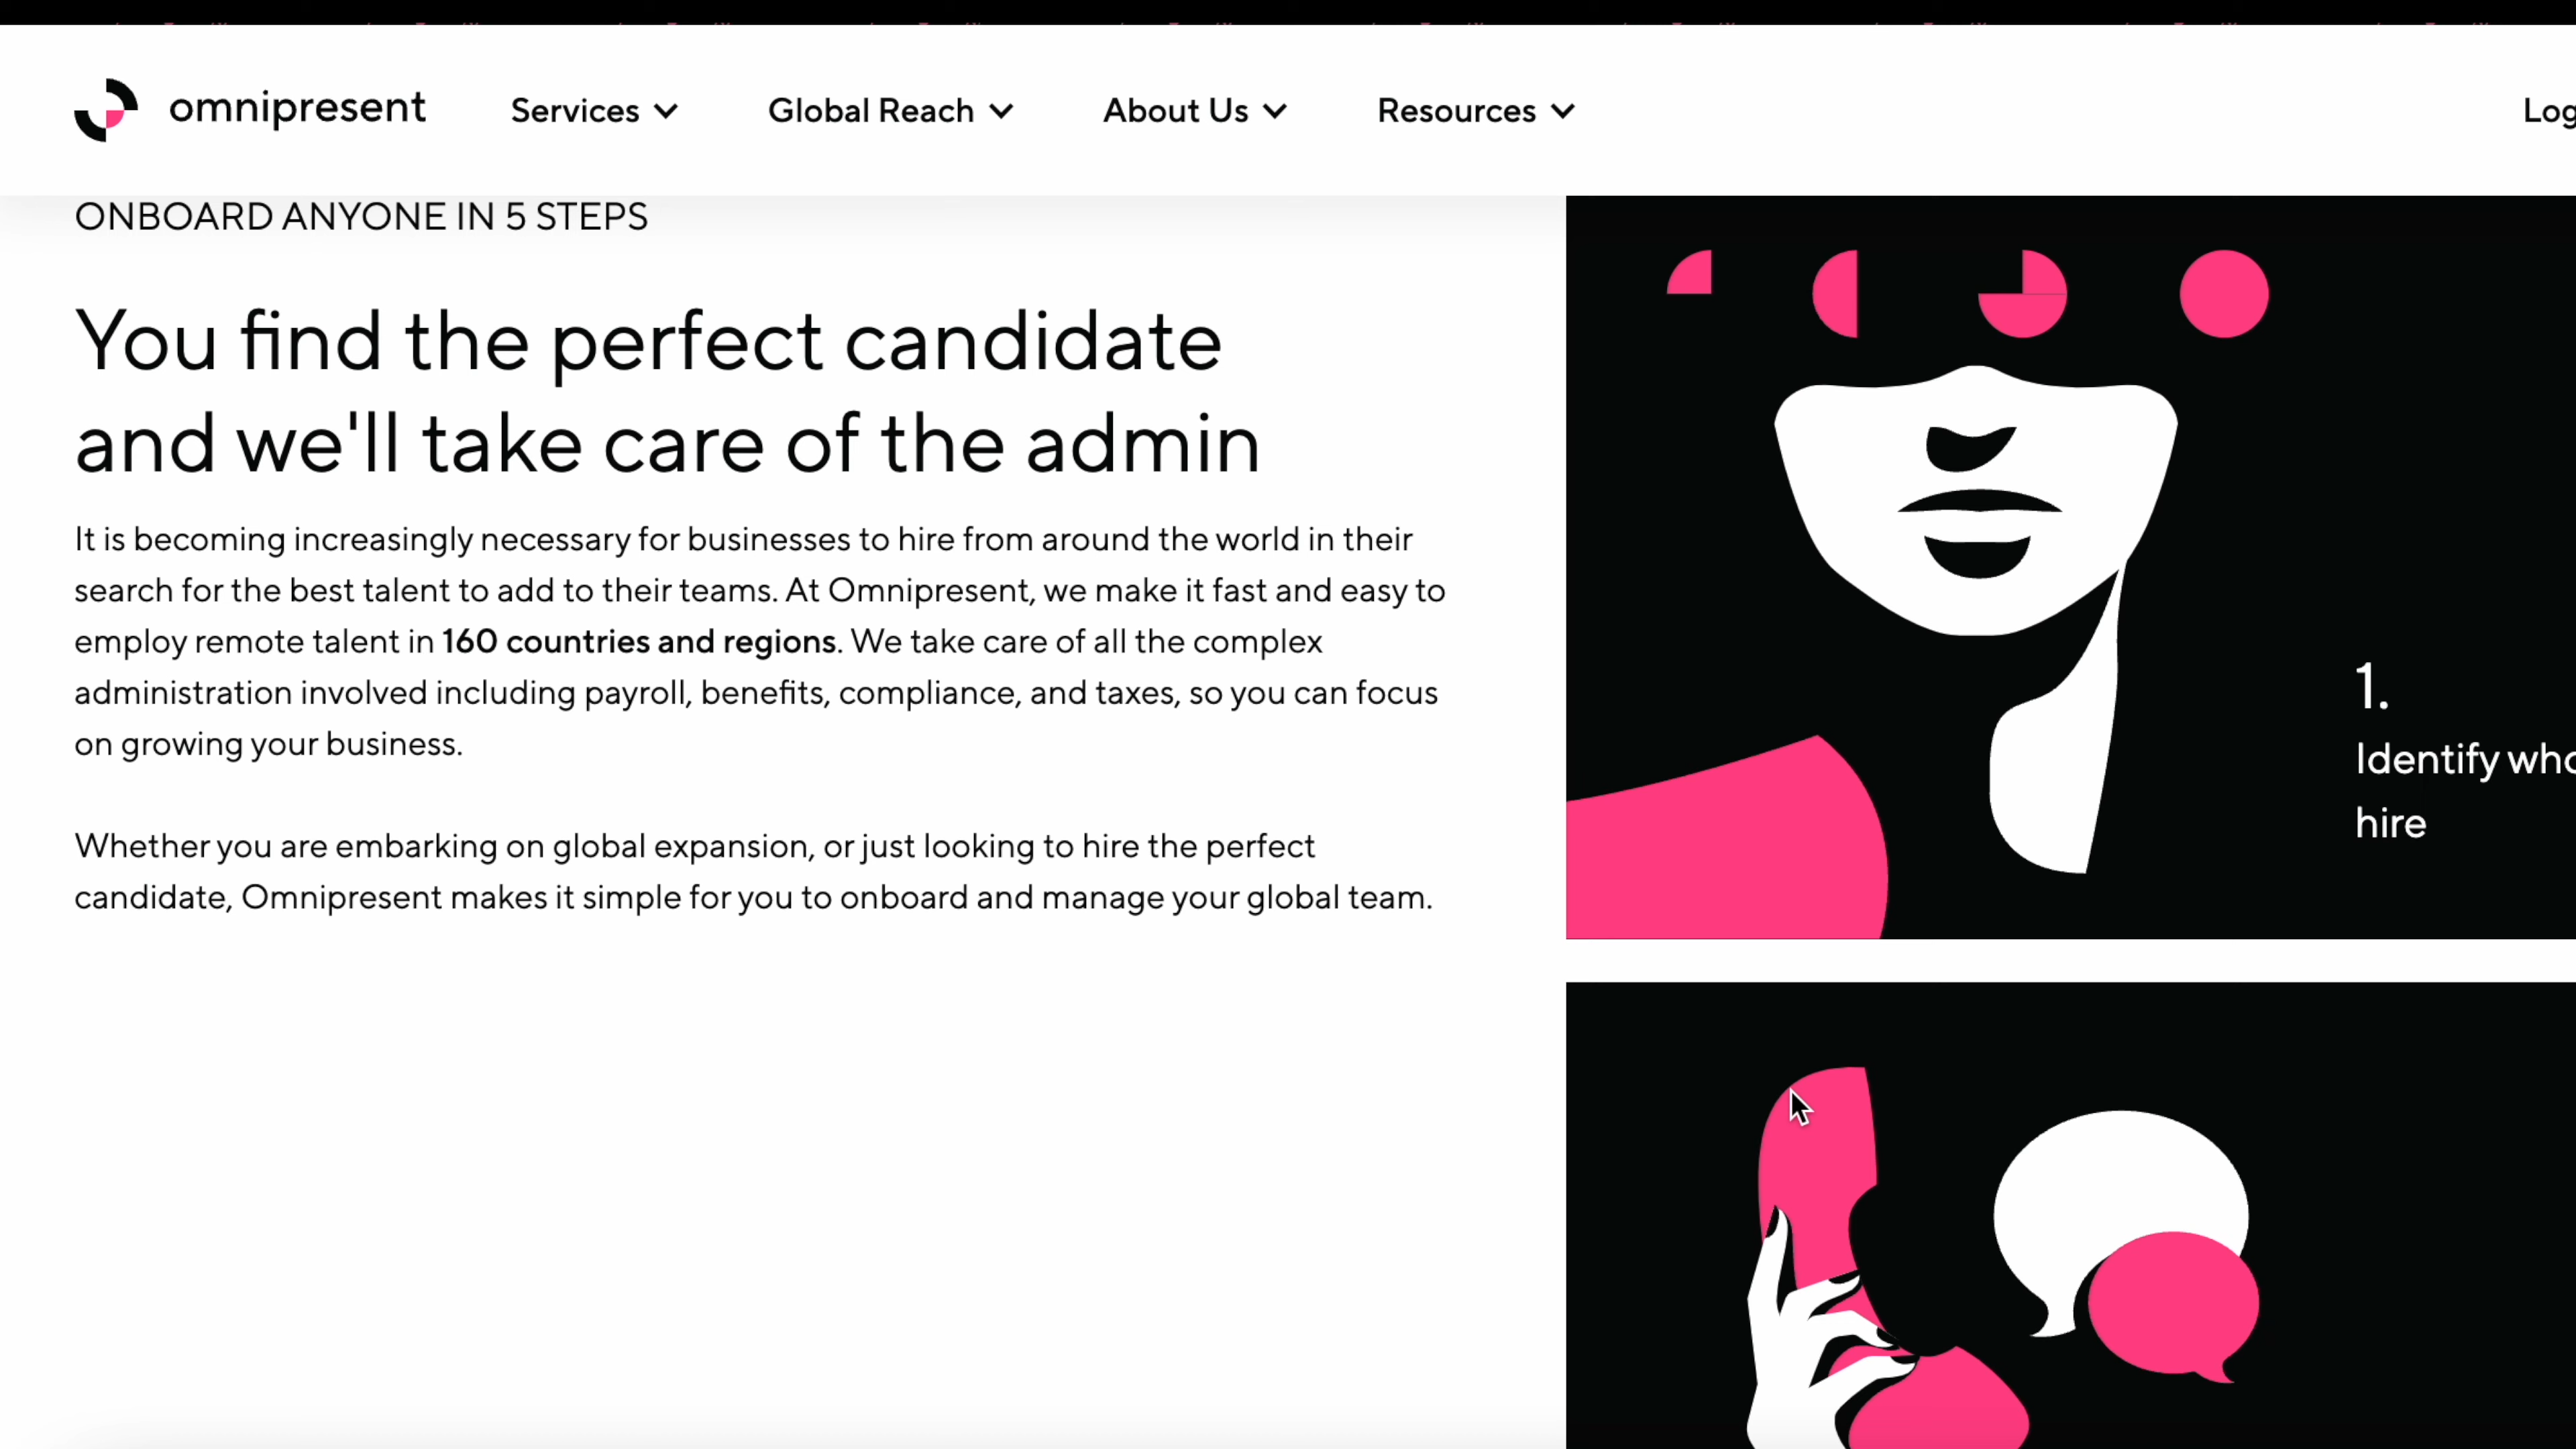 omnipresent
Services
Global Reach
About Us
Resources
Log
ONBOARD ANYONE IN 5 STEPS
You find the perfect candidate
and we'll take care of the admin
It is becoming increasingly necessary for businesses to hire from around the world in their
search for the best talent to add to their teams. At Omnipresent, we make it fast and easy to
employ remote talent in 160 countries and regions. We take care of all the complex
administration involved including payroll, benefits, compliance, and taxes, so you can focus
on growing your business.
Whether you are embarking on global expansion, or just looking to hire the perfect
candidate, Omnipresent makes it simple for you to onboard and manage your global team.
1.
Identify who
hire